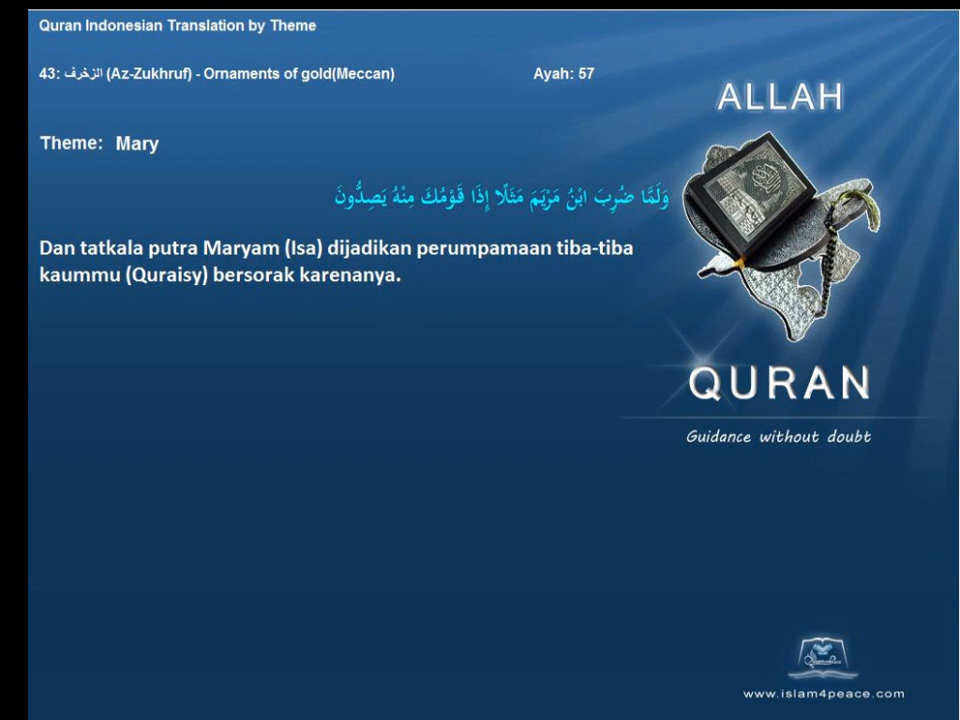 Quran Indonesian Translation by Theme
43: الزخرف (Az-Zukhruf) - Ornaments of gold(Meccan) Ayah: 57
ALLAH
Theme: Mary
وَلَمَّا ضُرِبَ ابْنُ مَرْيَمَ مَثَلًا إِذَا قَوْمُكَ مِنْهُ يَصِدُّونَ
Dan tatkala putra Maryam (Isa) dijadikan perumpamaan tiba-tiba
kaummu (Quraisy) bersorak karenanya.
QURAN
Guidance without doubt
www.islam4peace.com